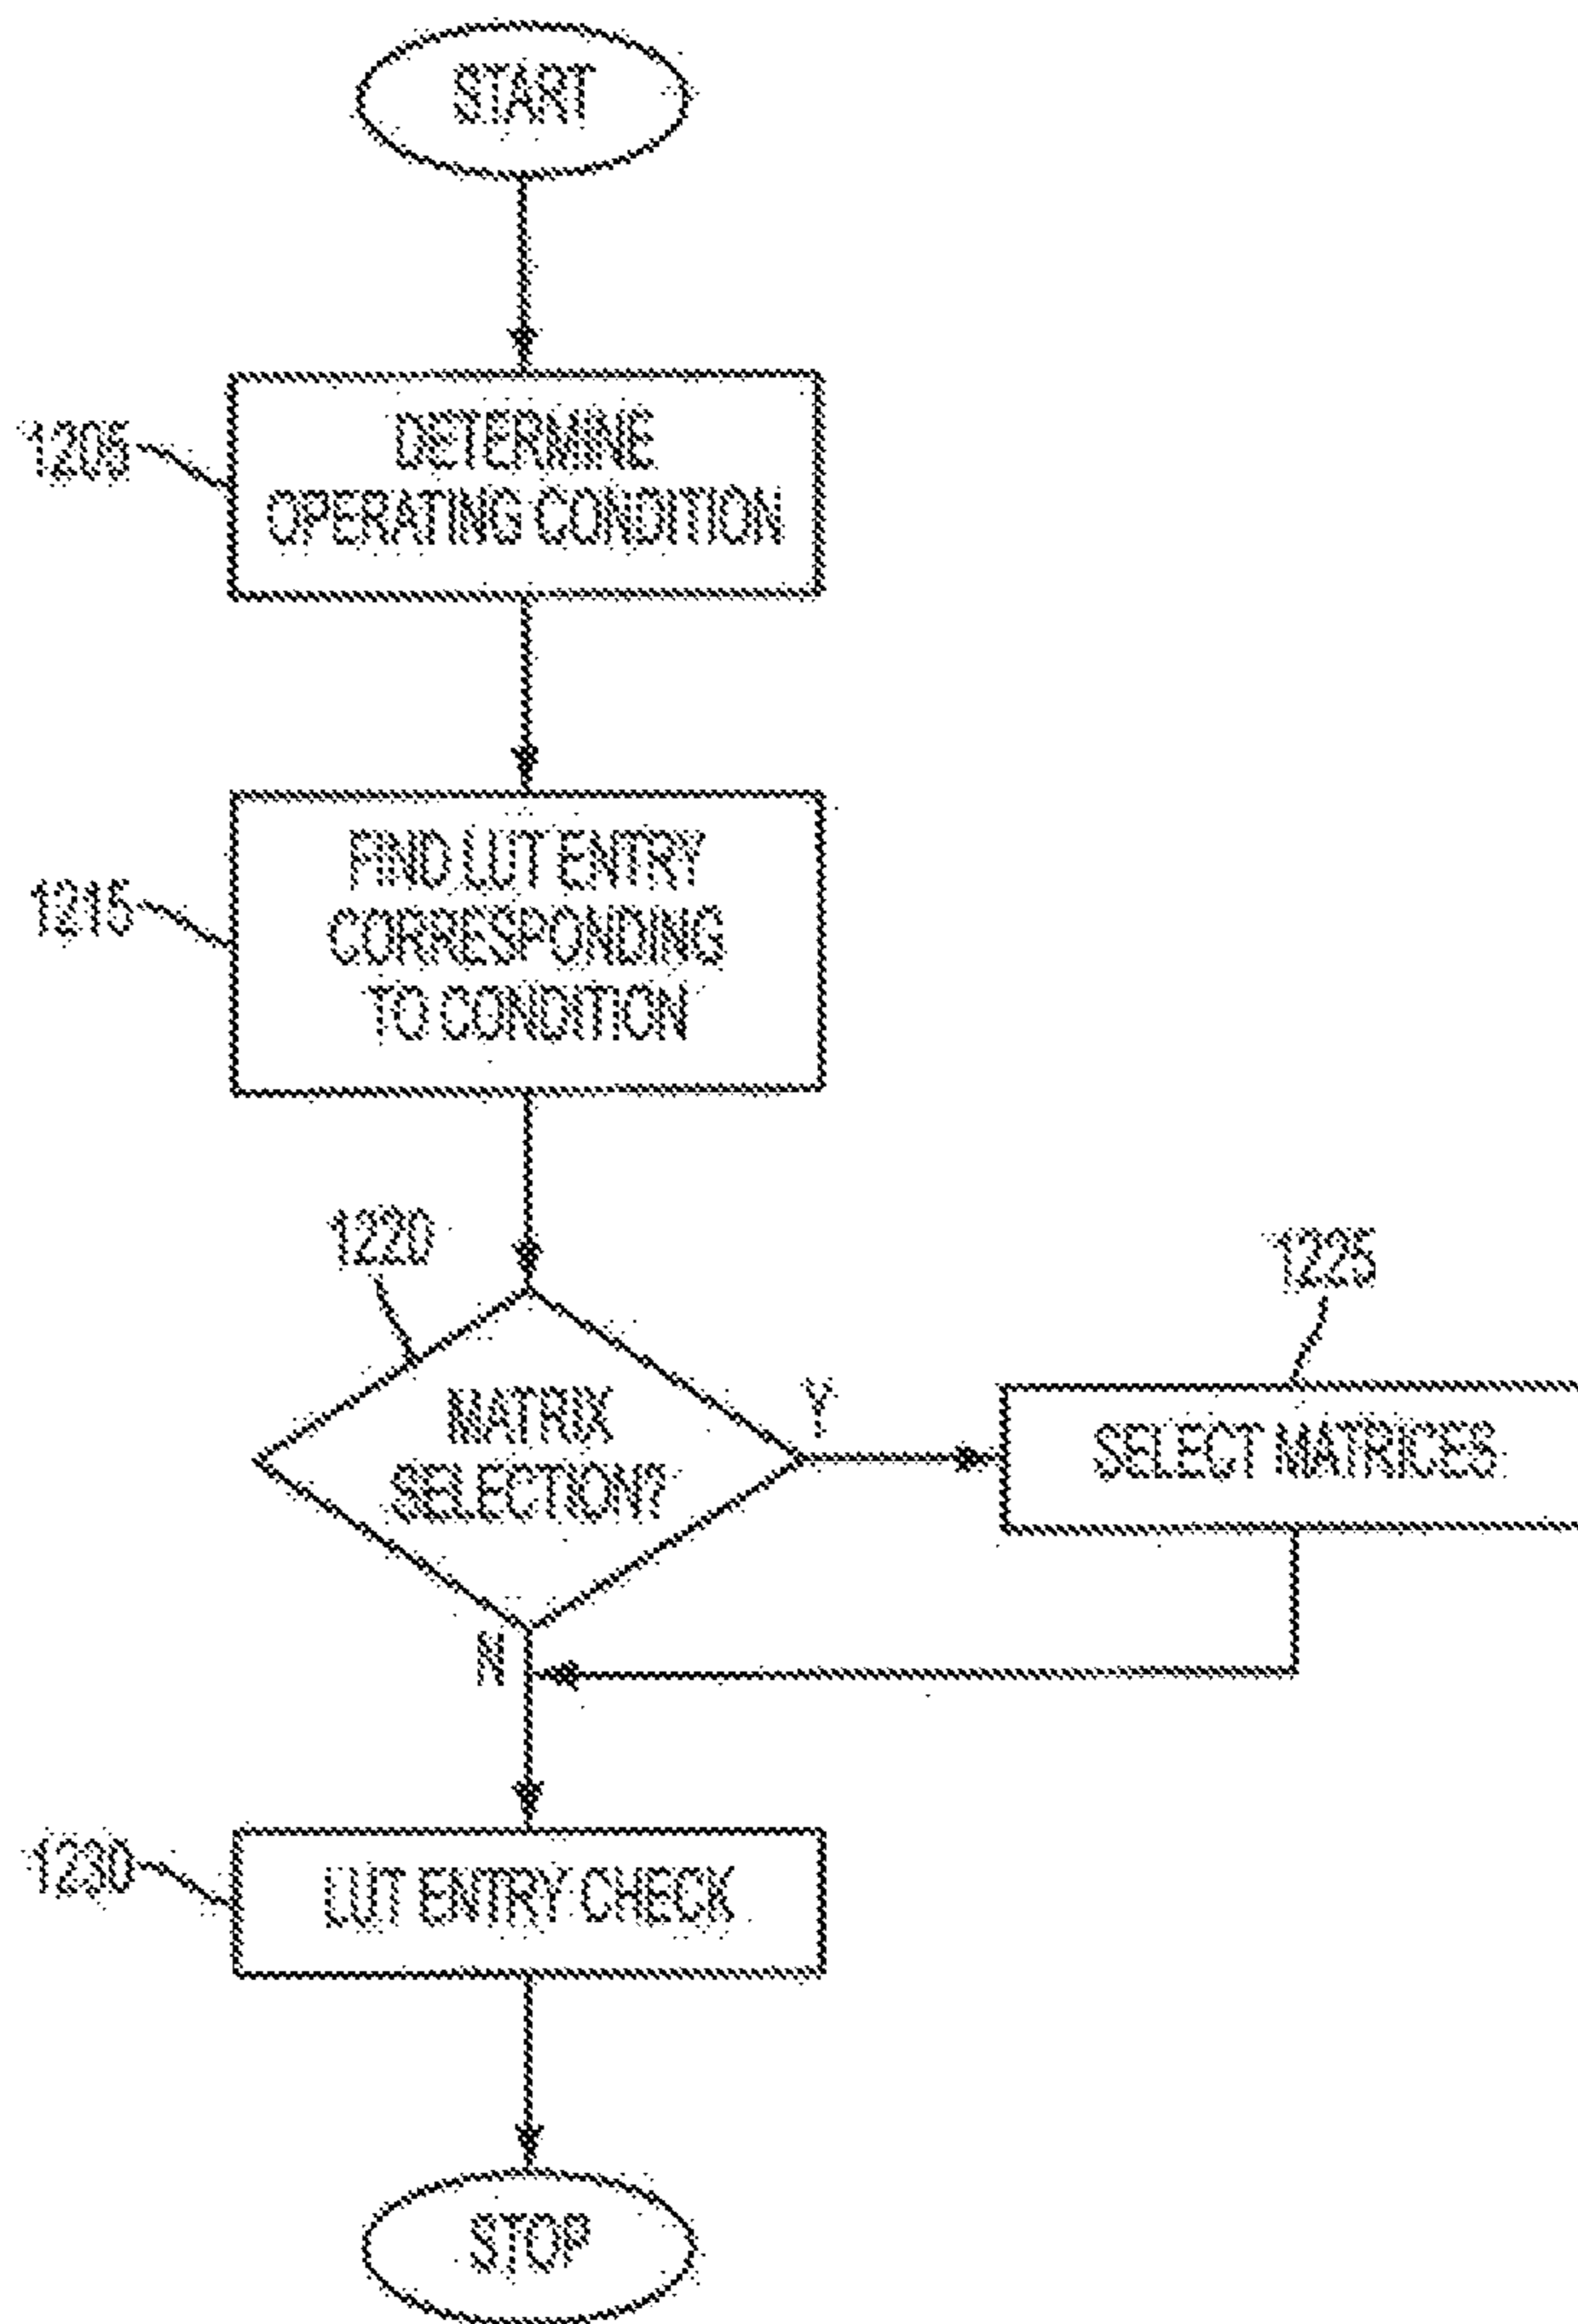 START
1205
DETERMINE
OPERATING CONDITION
1215
FIND LUT ENTRY
CORRESPONDING
TO CONDITION
1220
MATRIX
SELECTION?
Y
1225
SELECT MATRICES
N
1230
LUT ENTRY CHECK
STOP